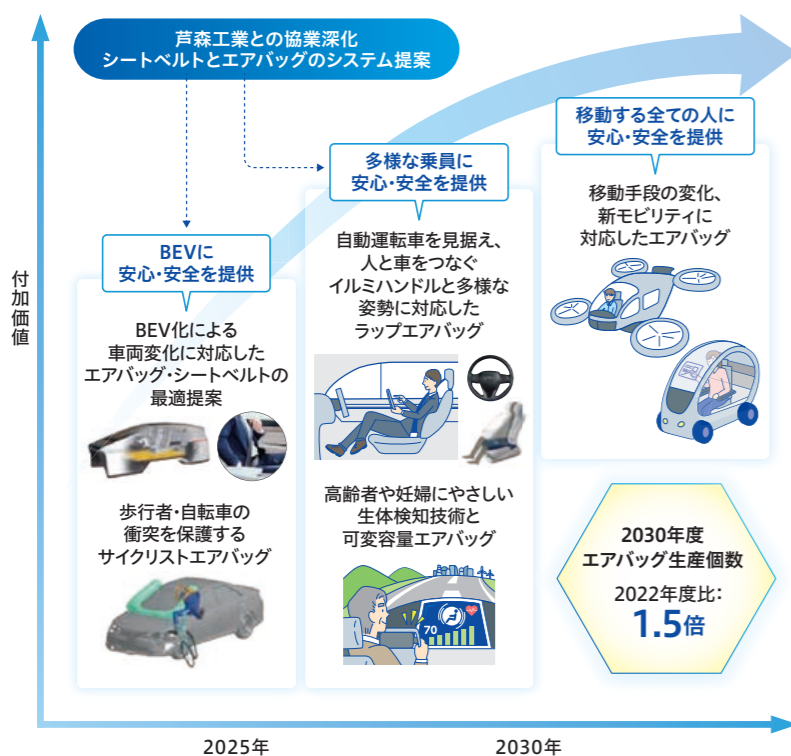 芦森工業との協業深化
シートベルトとエアバッグのシステム提案
移動する全ての人に
安心・安全を提供
移動手段の変化、
新モビリティに
対応したエアバッグ
多様な乗員に
安心・安全を提供
自動運転車を見据え、
人と車をつなぐ
イルミハンドルと多様な
姿勢に対応した
ラップエアバッグ
高齢者や妊婦にやさしい
生体検知技術と
可変容量エアバッグ
70
BEVに
安心・安全を提供
BEV化による
車両変化に対応した
エアバッグ・シートベルトの
最適提案
歩行者・自転車の
衝突を保護する
サイクリストエアバッグ
2030年度
エアバッグ生産個数
2022年度比：
1.5倍
付加価値
2025年
2030年